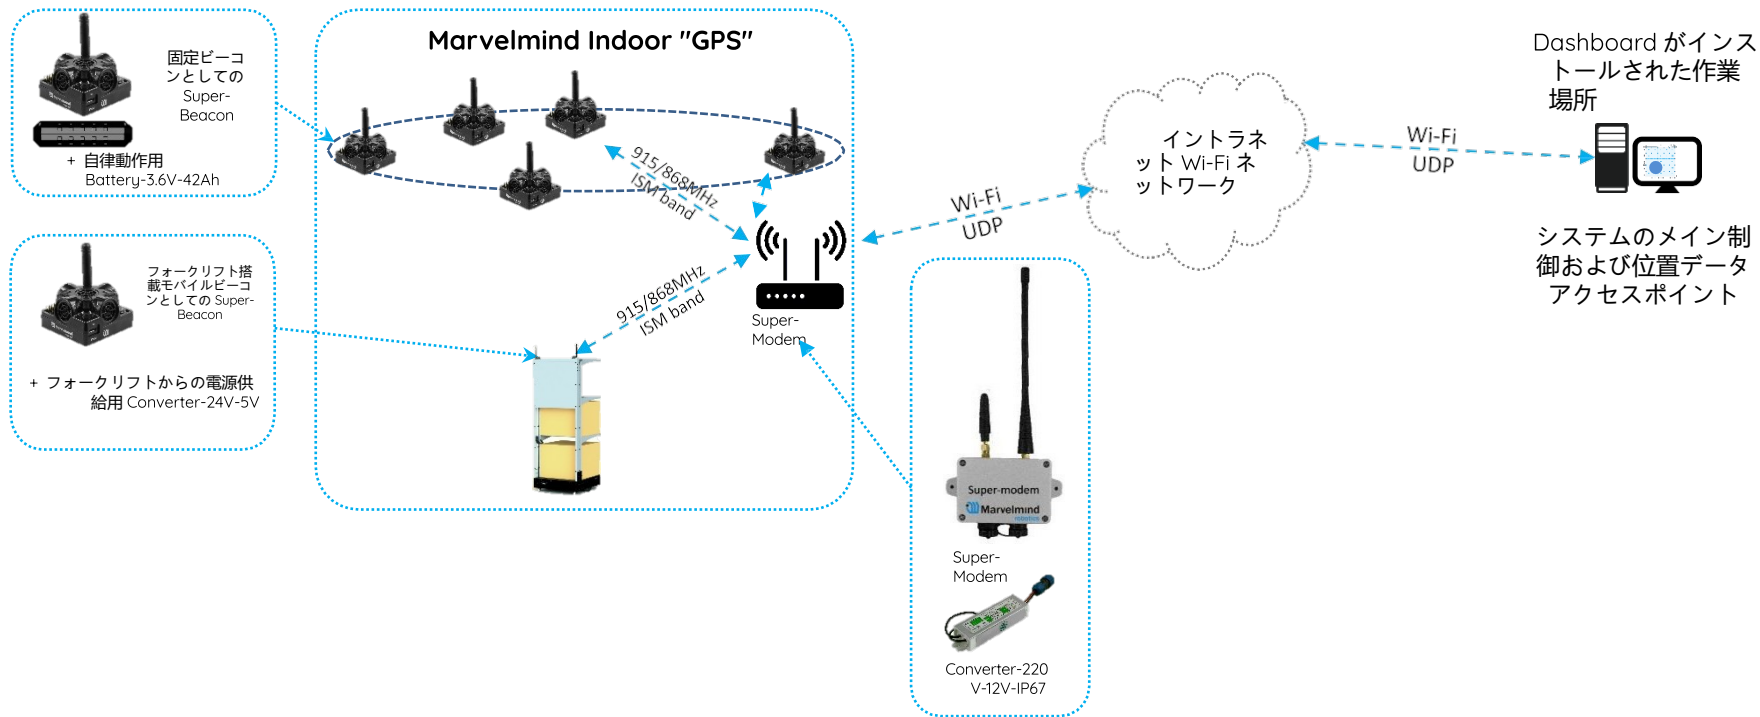 固定ビーコ
ンとしての
Super-
Beacon
+ 自律動作用
Battery-3.6V-42Ah
フォークリフト搭
載モバイルビーコ
ンとしての Super-
Beacon
+ フォークリフトからの電源供
給用 Converter-24V-5V
Marvelmind Indoor "GPS"
915/868MHz
ISM band
915/868MHz
ISM band
Super-
Modem
Wi-Fi
UDP
Super-modem
Marvelmind
robotics
Super-
Modem
Converter-220
V-12V-IP67
イントラネ
ット Wi-Fi ネ
ットワーク
Wi-Fi
UDP
Dashboard がインス
トールされた作業
場所
システムのメイン制
御および位置データ
アクセスポイント